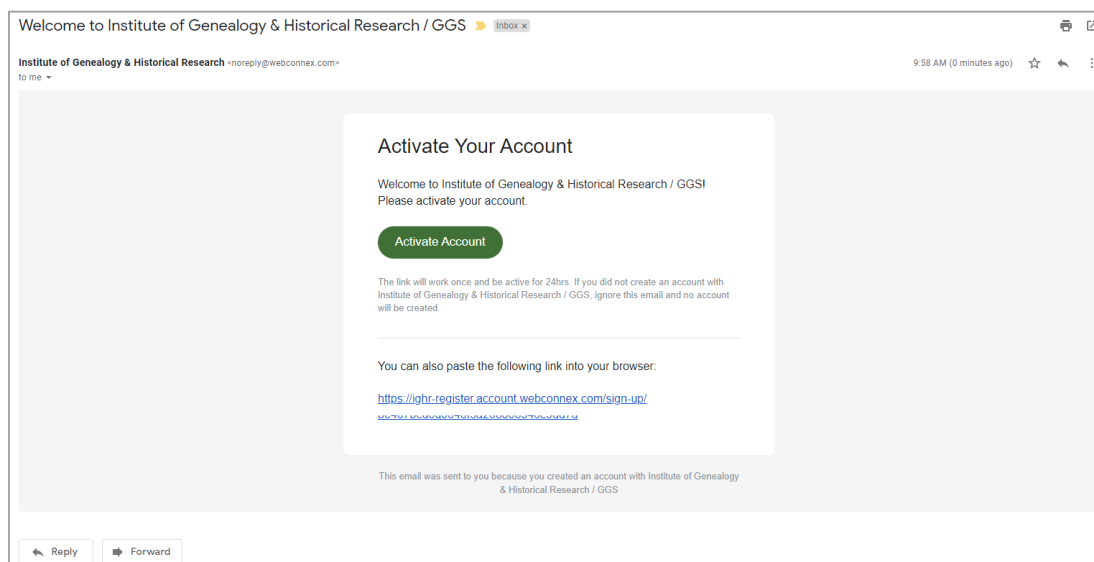 Welcome to Institute of Genealogy & Historical Research / GGS Inbox x
Institute of Genealogy & Historical Research <noreply@webconnex.com> 9:58 AM (0 minutes ago)
to me
Activate Your Account
Welcome to Institute of Genealogy & Historical Research / GGS!
Please activate your account.
Activate Account
The link will work once and be active for 24hrs. If you did not create an account with
Institute of Genealogy & Historical Research / GGS, ignore this email and no account
will be created.
You can also paste the following link into your browser:
https://ighr-register.account.webconnex.com/sign-up/
This email was sent to you because you created an account with Institute of Genealogy
& Historical Research / GGS
Reply Forward